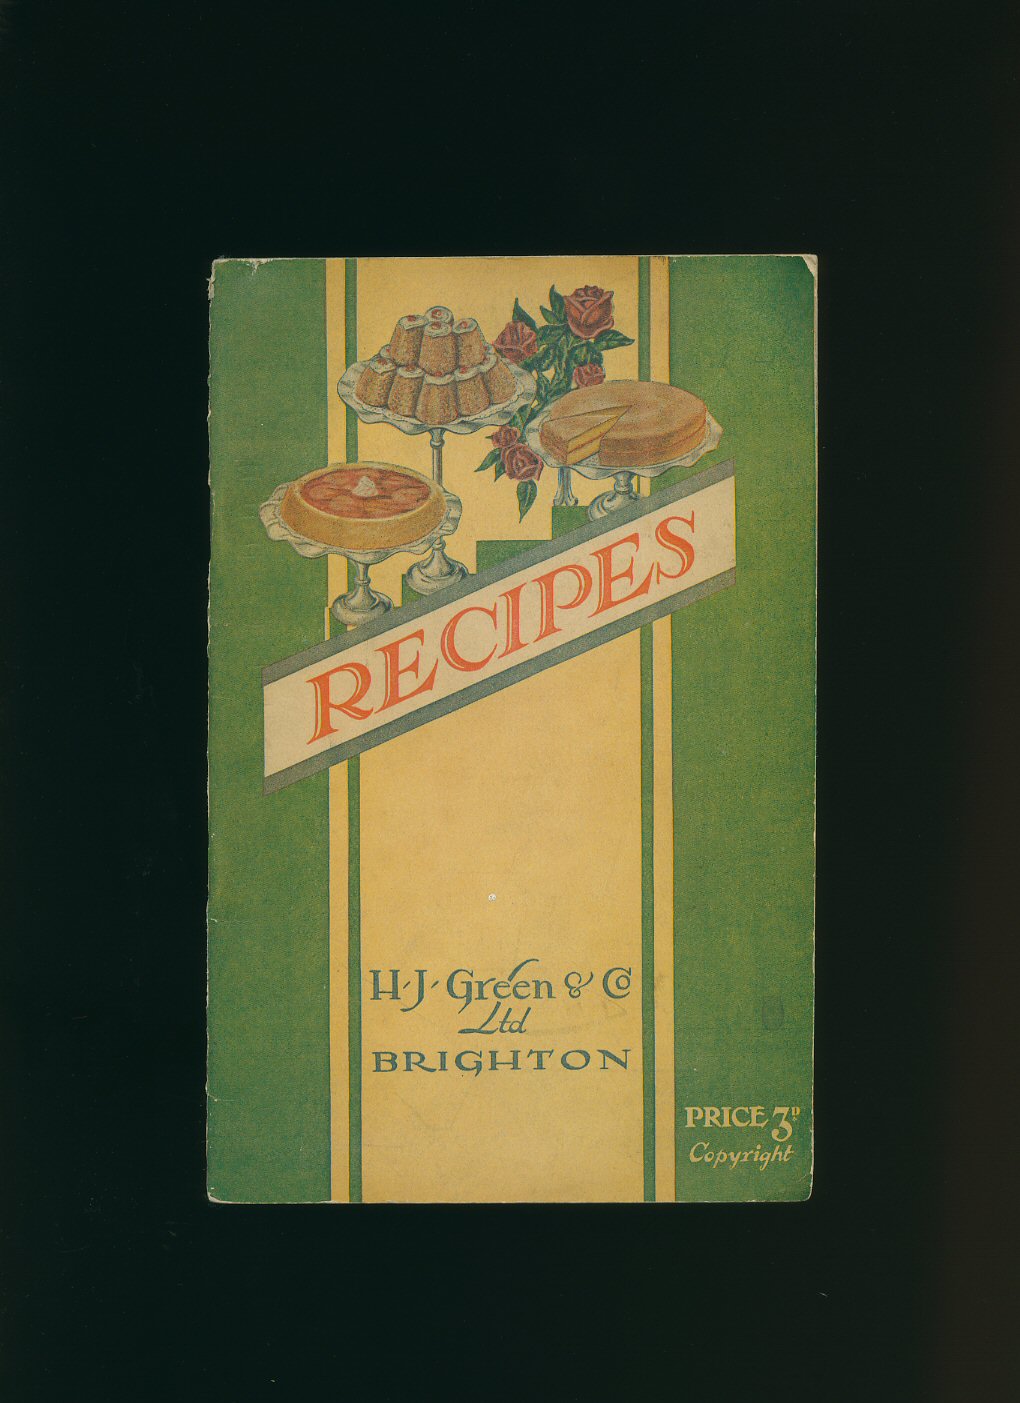 RECIPES
H·J·Green & Co
Ltd
BRIGHTON
PRICE 3D
Copyright